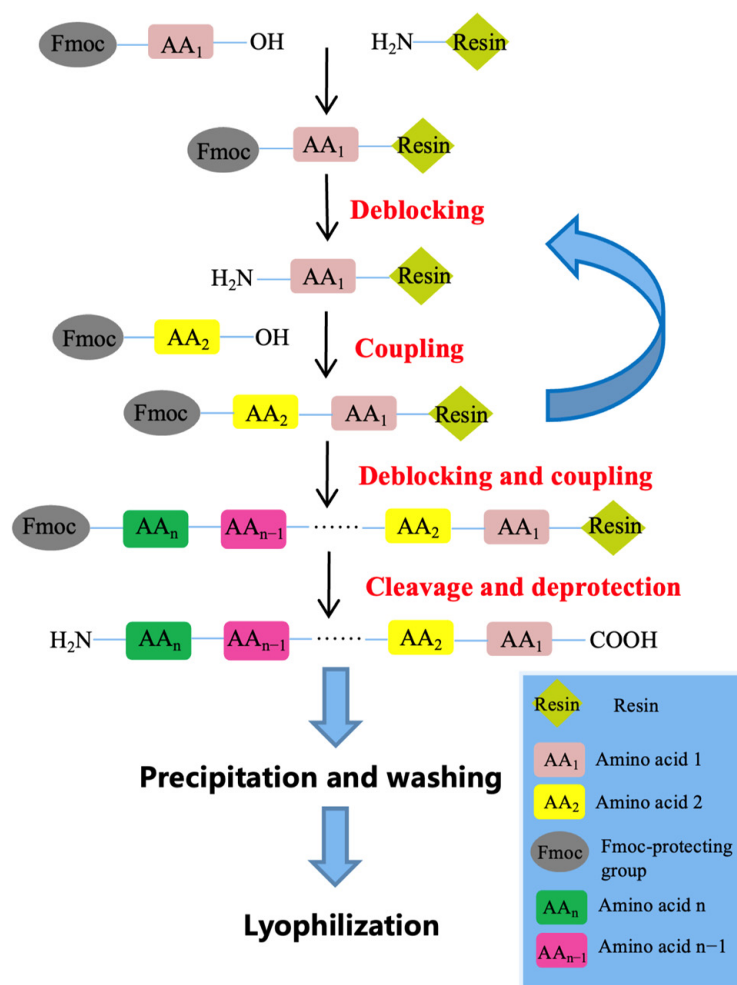 Fmoc AA₁ OH H₂N Resin
Fmoc AA₁ Resin
Deblocking
H₂N AA₁ Resin
Fmoc AA₂ OH
Coupling
Fmoc AA₂ AA₁ Resin
Deblocking and coupling
Fmoc AAₙ AAₙ₋₁ ...... AA₂ AA₁ Resin
Cleavage and deprotection
H₂N AAₙ AAₙ₋₁ ...... AA₂ AA₁ COOH
Precipitation and washing
Lyophilization
Resin Resin
AA₁ Amino acid 1
AA₂ Amino acid 2
Fmoc Fmoc-protecting
group
AAₙ Amino acid n
AAₙ₋₁ Amino acid n−1